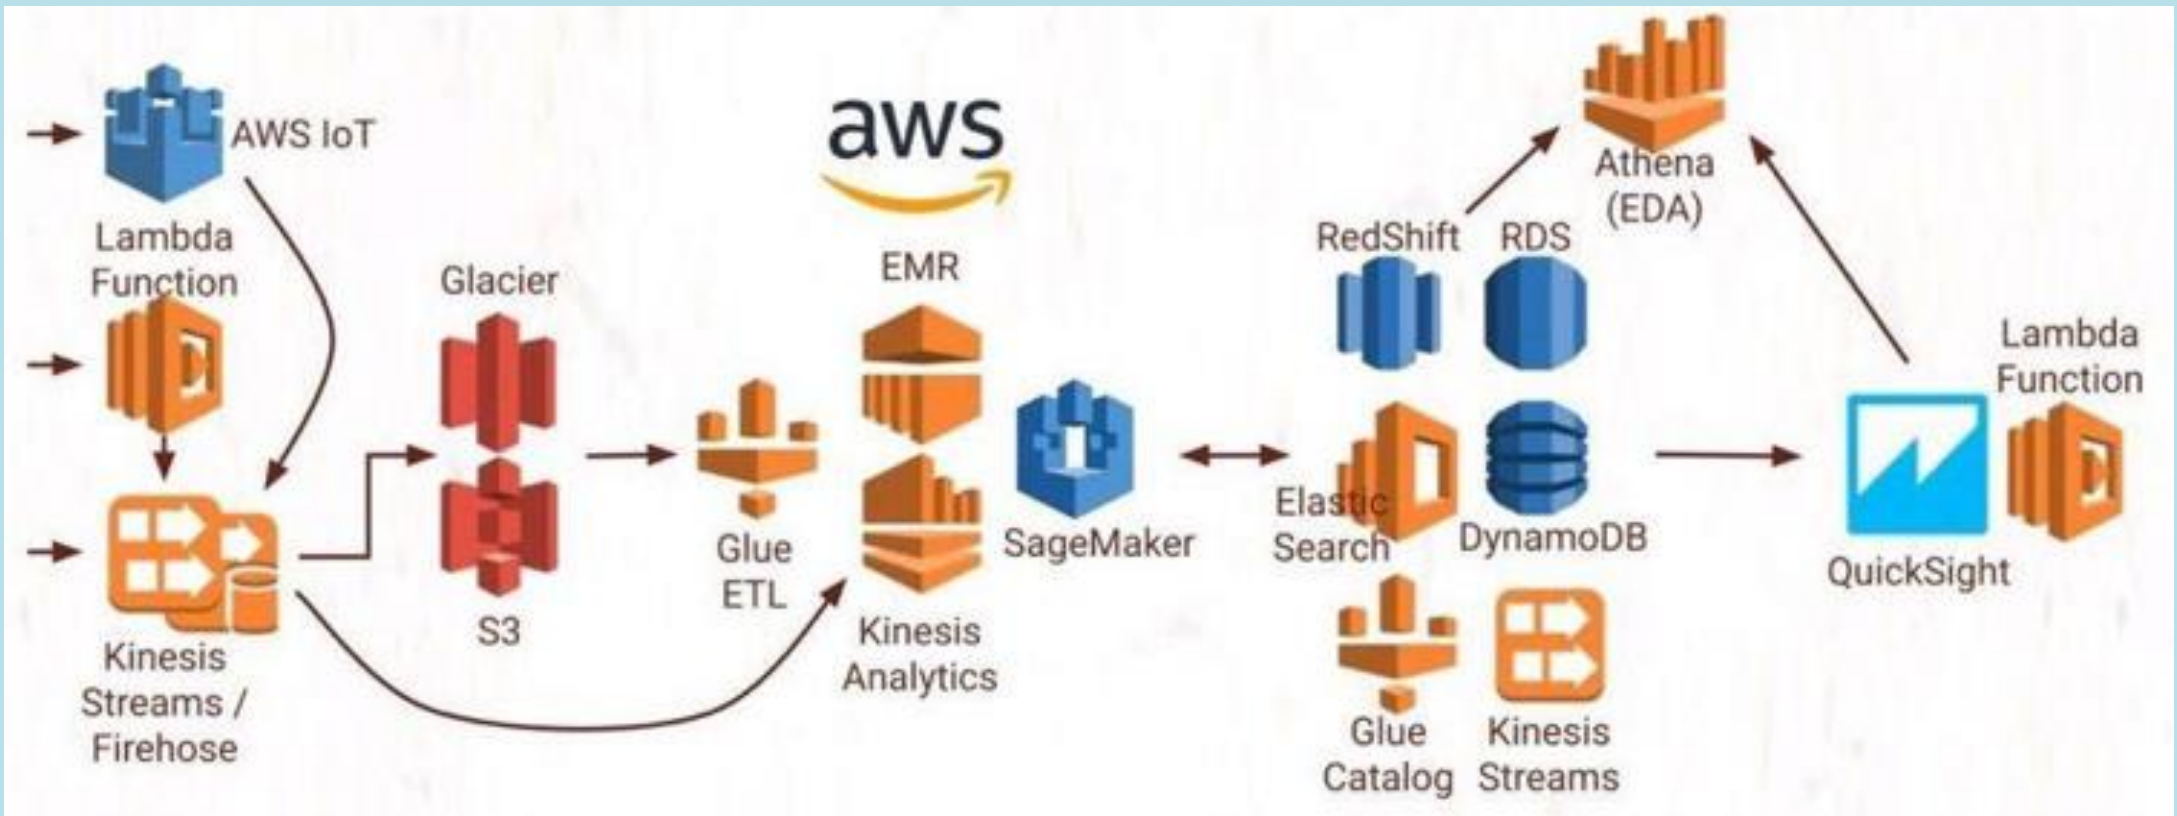 AWS IoT
Lambda
Function
Kinesis
Streams /
Firehose
Glacier
S3
aws
EMR
Glue
ETL
Kinesis
Analytics
SageMaker
RedShift
RDS
Elastic
Search
DynamoDB
Glue
Catalog
Kinesis
Streams
Athena
(EDA)
QuickSight
Lambda
Function